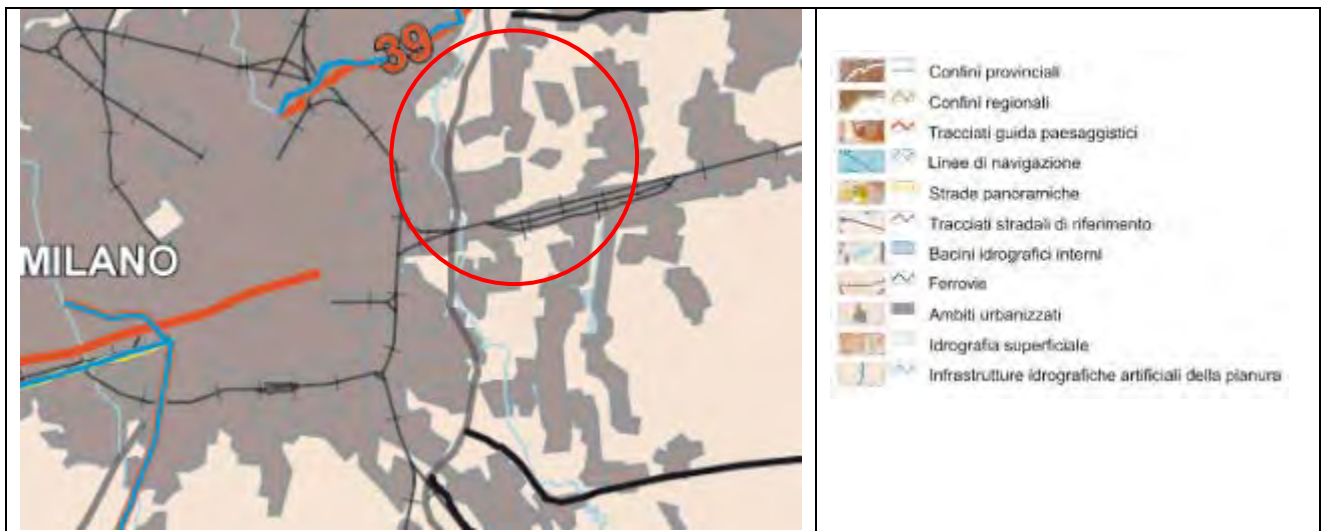 39
MILANO
Confini provinciali
Confini regionali
Tracciati guida paesaggistici
Linee di navigazione
Strade panoramiche
Tracciati stradali di riferimento
Bacini idrografici interni
Ferrovie
Ambiti urbanizzati
Idrografia superficiale
Infrastrutture idrografiche artificiali della pianura